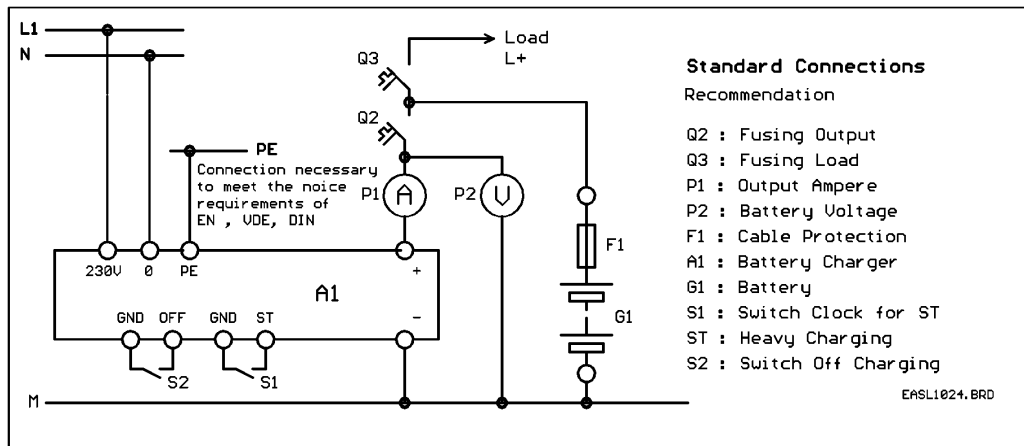 L1
N
PE
Connection necessary
to meet the noice
requirements of
EN , VDE, DIN
Q3
Load
L+
Q2
P1
A
P2
V
F1
G1
230V
0
PE
+
A1
-
GND
OFF
GND
ST
S2
S1
M
Standard Connections
Recommendation
Q2 : Fusing Output
Q3 : Fusing Load
P1 : Output Ampere
P2 : Battery Voltage
F1 : Cable Protection
A1 : Battery Charger
G1 : Battery
S1 : Switch Clock for ST
ST : Heavy Charging
S2 : Switch Off Charging
EASL1024.BRD